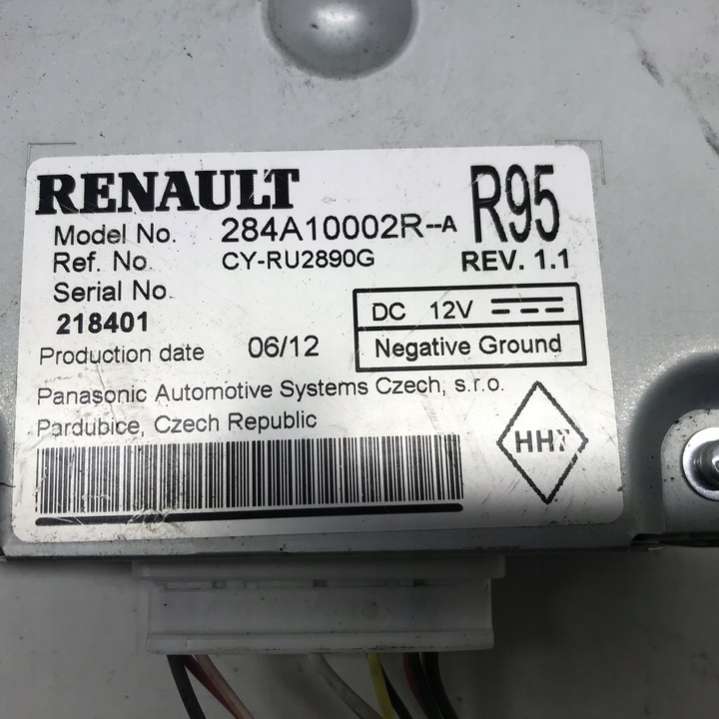 RENAULT
Model No. 284A10002R--A R95
Ref. No. CY-RU2890G REV. 1.1
Serial No.
218401
DC 12V
Production date 06/12
Negative Ground
Panasonic Automotive Systems Czech, s.r.o.
Pardubice, Czech Republic